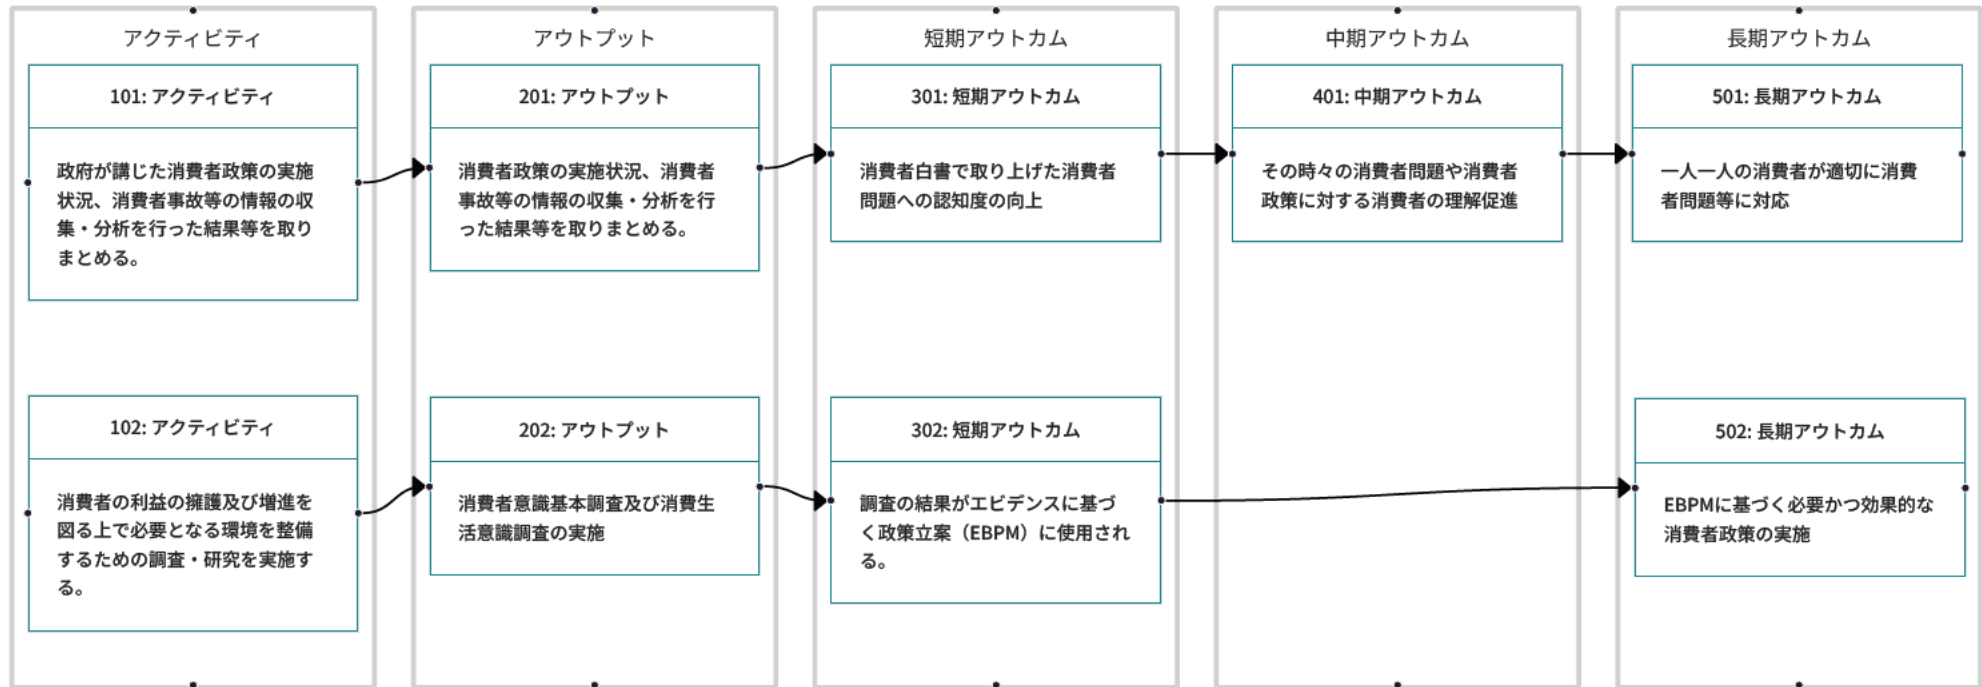 アクティビティ
101: アクティビティ
政府が講じた消費者政策の実施
状況、消費者事故等の情報の収
集・分析を行った結果等を取り
まとめる。
102: アクティビティ
消費者の利益の擁護及び増進を
図る上で必要となる環境を整備
するための調査・研究を実施す
る。
アウトプット
201: アウトプット
消費者政策の実施状況、消費者
事故等の情報の収集・分析を行
った結果等を取りまとめる。
202: アウトプット
消費者意識基本調査及び消費生
活意識調査の実施
短期アウトカム
301: 短期アウトカム
消費者白書で取り上げた消費者
問題への認知度の向上
302: 短期アウトカム
調査の結果がエビデンスに基づ
く政策立案（EBPM）に使用され
る。
中期アウトカム
401: 中期アウトカム
その時々の消費者問題や消費者
政策に対する消費者の理解促進
長期アウトカム
501: 長期アウトカム
一人一人の消費者が適切に消費
者問題等に対応
502: 長期アウトカム
EBPMに基づく必要かつ効果的な
消費者政策の実施